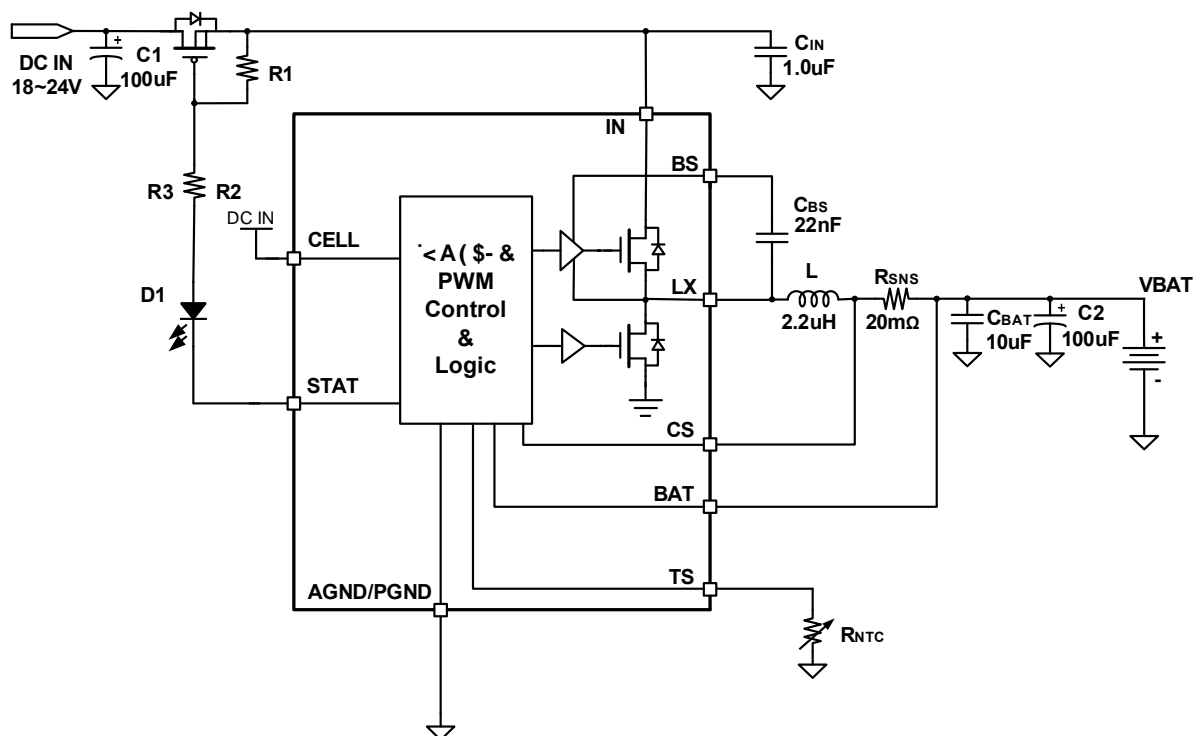 DC IN
18~24V
C1
100uF
R1
CIN
1.0uF
IN
BS
R3
R2
CBS
22nF
DC IN
CELL
<A($-&
PWM
Control
&
Logic
LX
L
2.2uH
RSNS
20mΩ
VBAT
D1
CBAT
10uF
C2
100uF
+
-
STAT
CS
BAT
TS
AGND/PGND
RNTC